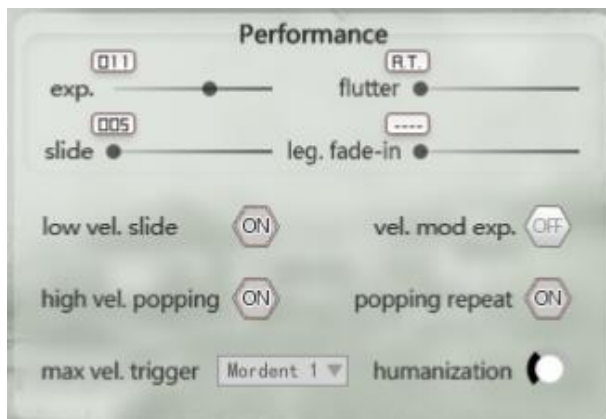 Performance
011 R.T.
exp. flutter
005 ----
slide leg. fade-in
low vel. slide ON vel. mod exp. OFF
high vel. popping ON popping repeat ON
max vel. trigger Mordent 1 humanization